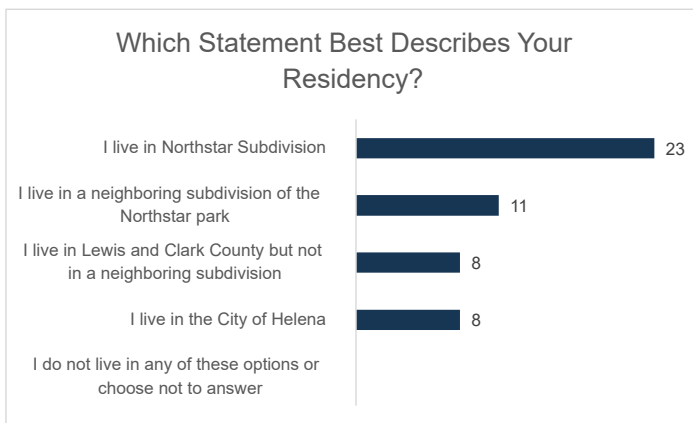 Which Statement Best Describes Your
Residency?
I live in Northstar Subdivision
23
I live in a neighboring subdivision of the
Northstar park
11
I live in Lewis and Clark County but not
in a neighboring subdivision
8
I live in the City of Helena
8
I do not live in any of these options or
choose not to answer